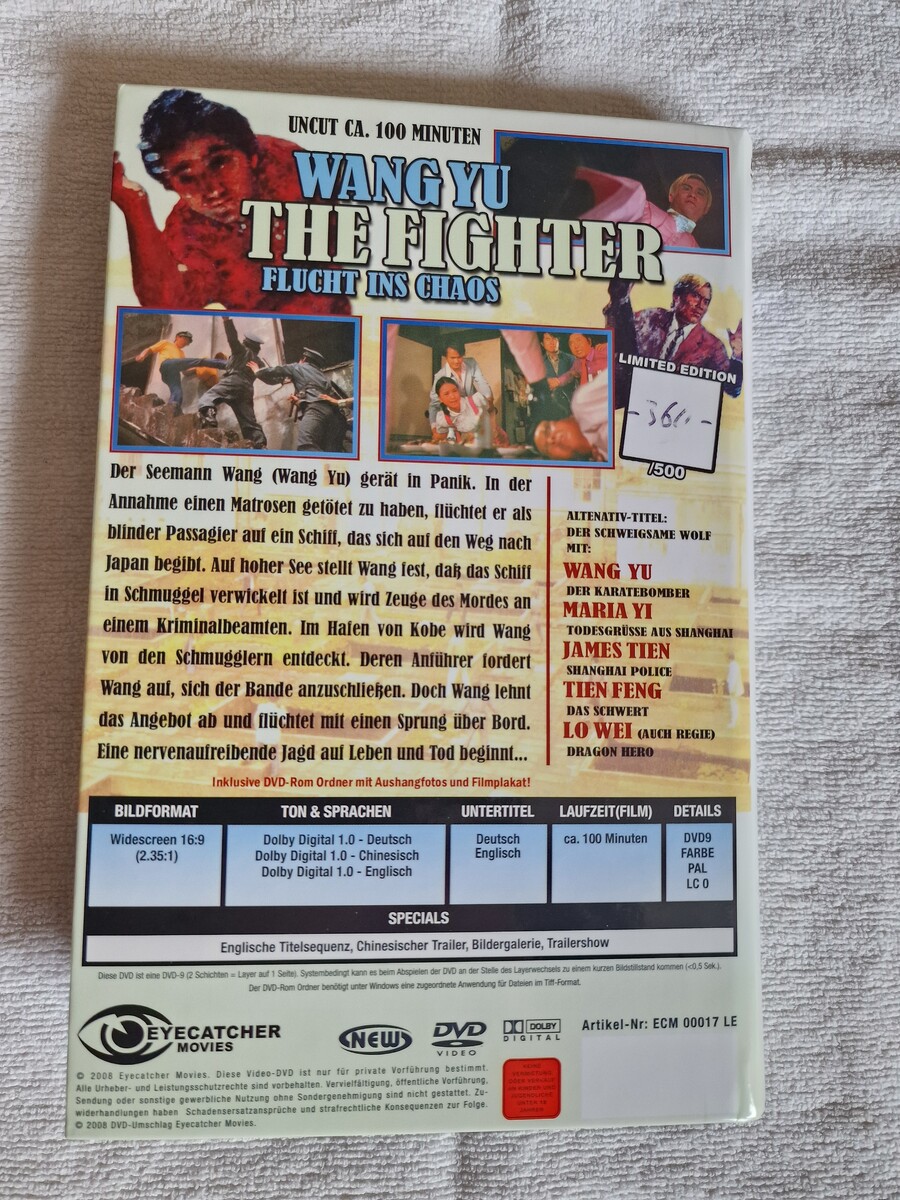 UNCUT CA. 100 MINUTEN
WANG YU
THE FIGHTER
FLUCHT INS CHAOS
LIMITED EDITION
/500
Der Seemann Wang (Wang Yu) gerät in Panik. In der
Annahme einen Matrosen getötet zu haben, flüchtet er als
blinder Passagier auf ein Schiff, das sich auf den Weg nach
Japan begibt. Auf hoher See stellt Wang fest, daß das Schiff
in Schmuggel verwickelt ist und wird Zeuge des Mordes an
einem Kriminalbeamten. Im Hafen von Kobe wird Wang
von den Schmugglern entdeckt. Deren Anführer fordert
Wang auf, sich der Bande anzuschließen. Doch Wang lehnt
das Angebot ab und flüchtet mit einen Sprung über Bord.
Eine nervenaufreibende Jagd auf Leben und Tod beginnt...
ALTENATIV-TITEL:
DER SCHWEIGSAME WOLF
MIT:
WANG YU
DER KARATEBOMBER
MARIA YI
TODESGRÜSSE AUS SHANGHAI
JAMES TIEN
SHANGHAI POLICE
TIEN FENG
DAS SCHWERT
LO WEI (AUCH REGIE)
DRAGON HERO
Inklusive DVD-Rom Ordner mit Aushangfotos und Filmplakat!
BILDFORMAT TON & SPRACHEN UNTERTITEL LAUFZEIT(FILM) DETAILS
Widescreen 16:9 Dolby Digital 1.0 - Deutsch Deutsch ca. 100 Minuten DVD9
(2.35:1) Dolby Digital 1.0 - Chinesisch Englisch FARBE
Dolby Digital 1.0 - Englisch PAL
LC 0
SPECIALS
Englische Titelsequenz, Chinesischer Trailer, Bildergalerie, Trailershow
Diese DVD ist eine DVD-9 (2 Schichten = Layer auf 1 Seite). Systembedingt kann es beim Abspielen der DVD an der Stelle des Layerwechsels zu einem kurzen Bildstillstand kommen (<0,5 Sek.).
Der DVD-Rom Ordner benötigt unter Windows eine zugeordnete Anwendung für Dateien im Tiff-Format.
EYECATCHER
MOVIES
NEW
DVD
VIDEO
DOLBY
DIGITAL
Artikel-Nr: ECM 00017 LE
© 2008 Eyecatcher Movies. Diese Video-DVD ist nur für private Vorführung bestimmt.
Alle Urheber- und Leistungsschutzrechte sind vorbehalten. Vervielfältigung, öffentliche Vorführung,
Sendung oder sonstige gewerbliche Nutzung ohne Sondergenehmigung sind nicht gestattet. Zu-
widerhandlungen haben Schadensersatzansprüche und strafrechtliche Konsequenzen zur Folge.
© 2008 DVD-Umschlag Eyecatcher Movies.
KEINE
VERMIETUNG
ODER VERKAUF
AN KINDER UND
JUGENDLICHE
UNTER 18
JAHREN